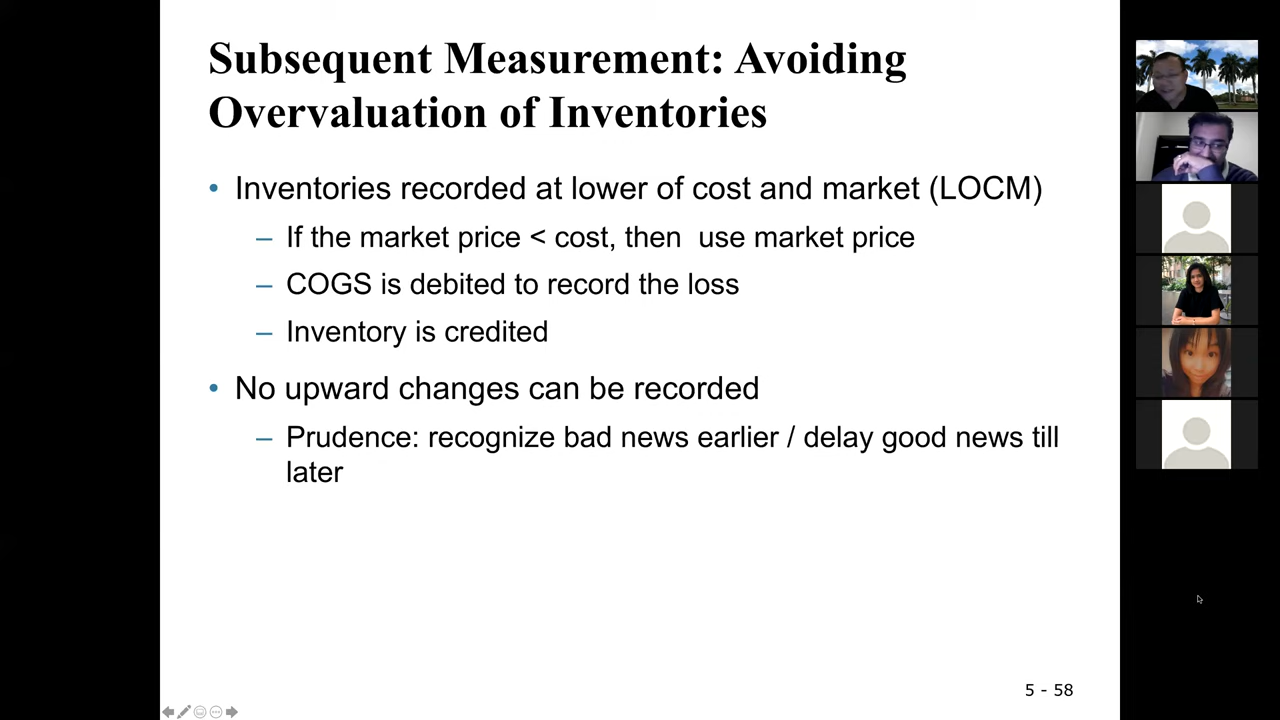 Subsequent Measurement: Avoiding
Overvaluation of Inventories
• Inventories recorded at lower of cost and market (LOCM)
– If the market price < cost, then use market price
– COGS is debited to record the loss
– Inventory is credited
• No upward changes can be recorded
– Prudence: recognize bad news earlier / delay good news till
later
5 - 58